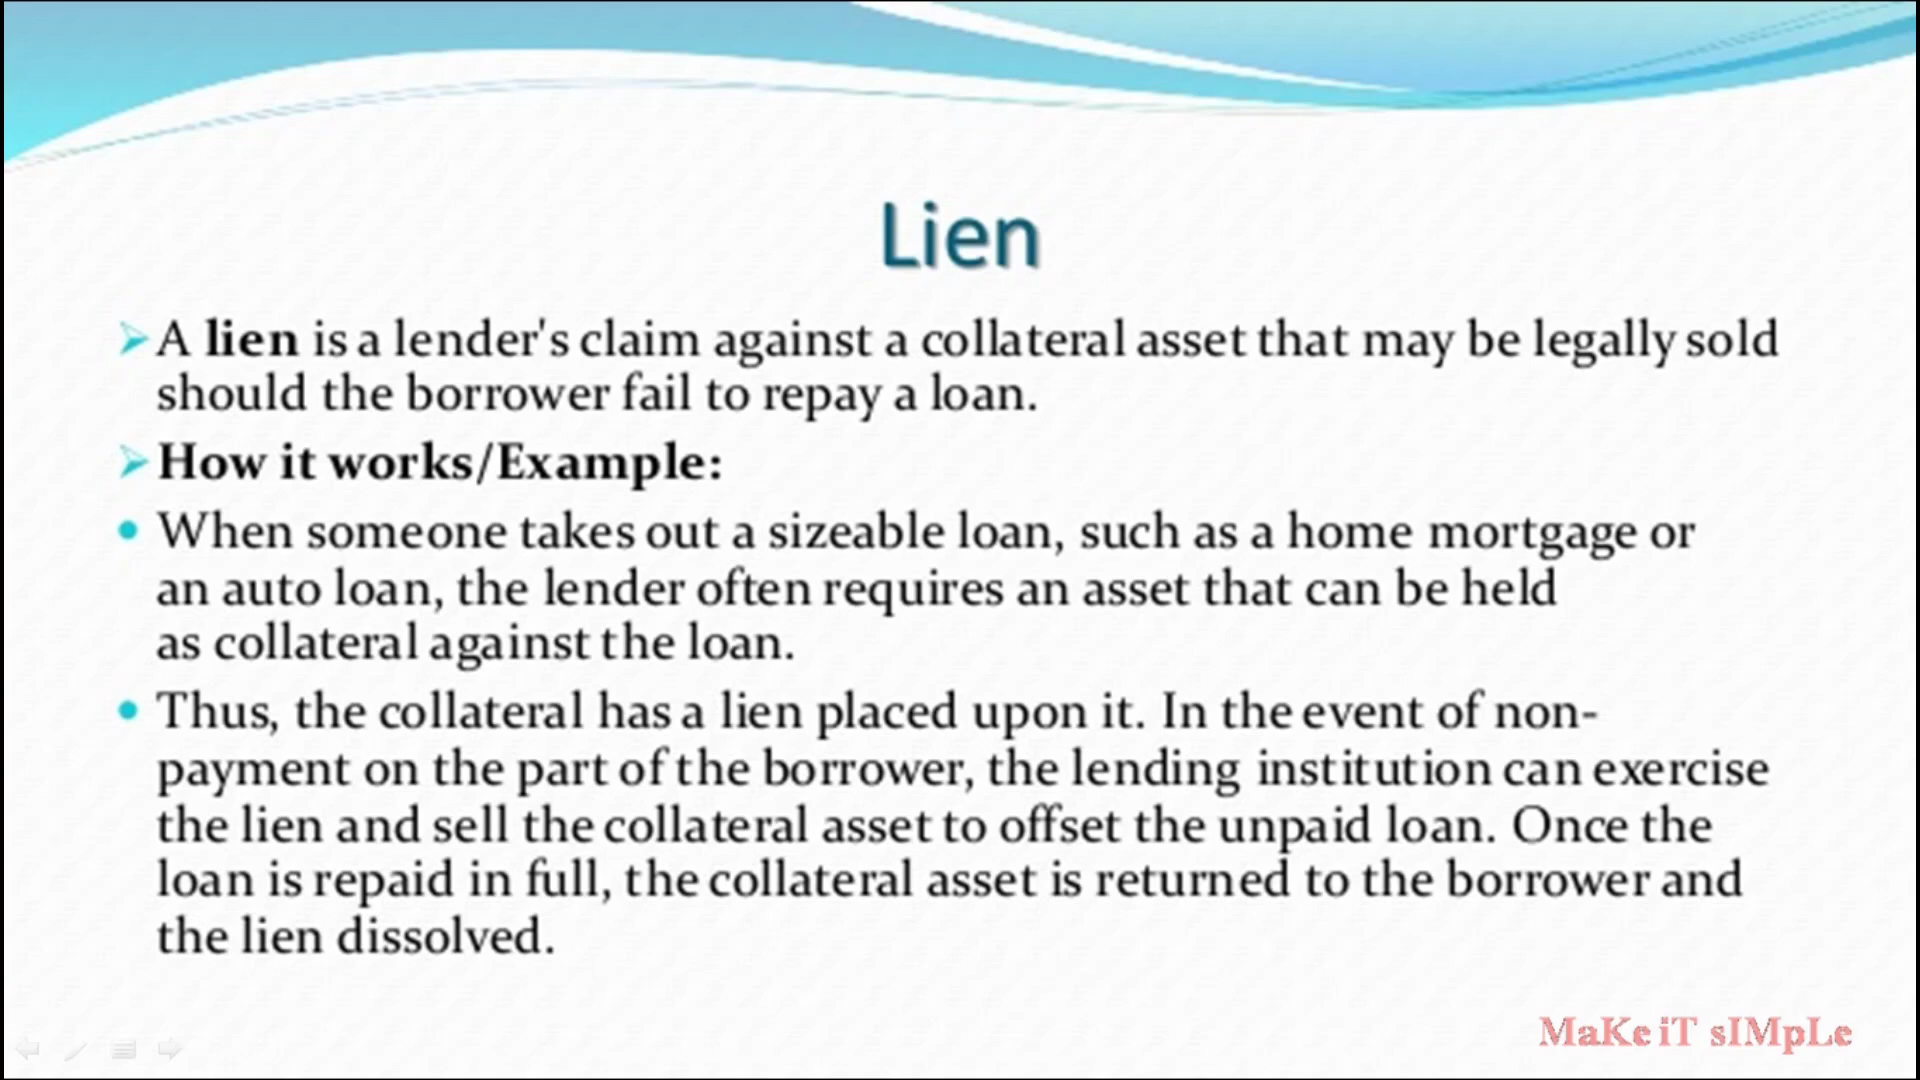 Lien
A lien is a lender's claim against a collateral asset that may be legally sold
should the borrower fail to repay a loan.
How it works/Example:
When someone takes out a sizeable loan, such as a home mortgage or
an auto loan, the lender often requires an asset that can be held
as collateral against the loan.
Thus, the collateral has a lien placed upon it. In the event of non-
payment on the part of the borrower, the lending institution can exercise
the lien and sell the collateral asset to offset the unpaid loan. Once the
loan is repaid in full, the collateral asset is returned to the borrower and
the lien dissolved.
MaKe iT sIMpLe